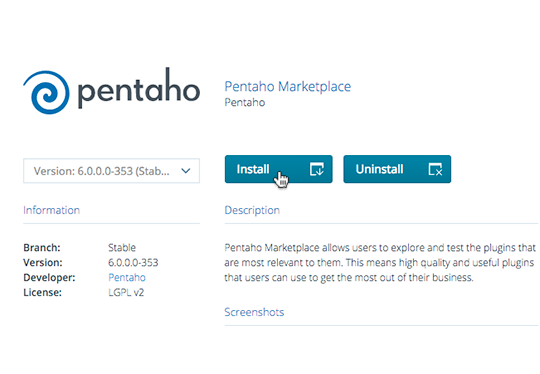 pentaho
Pentaho Marketplace
Pentaho
Version: 6.0.0.0-353 (Stab...
Install
Uninstall
Information
Branch: Stable
Version: 6.0.0.0-353
Developer: Pentaho
License: LGPL v2
Description
Pentaho Marketplace allows users to explore and test the plugins that
are most relevant to them. This means high quality and useful plugins
that users can use to get the most out of their business.
Screenshots